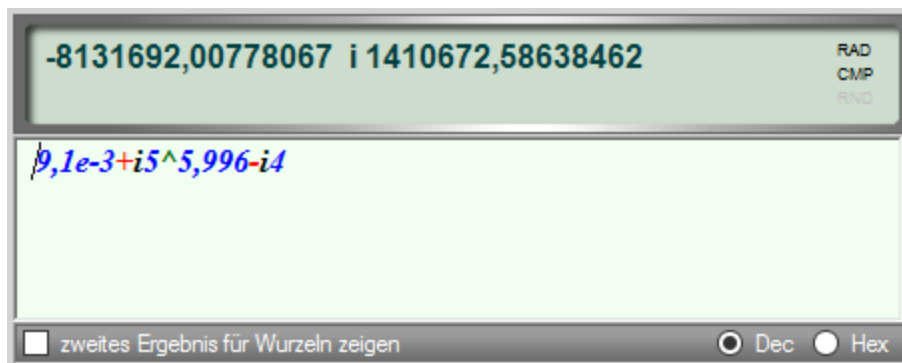 -8131692,00778067 i 1410672,58638462
RAD
CMP
RND
9,1e-3+i5^5,996-i4
zweites Ergebnis für Wurzeln zeigen
Dec
Hex